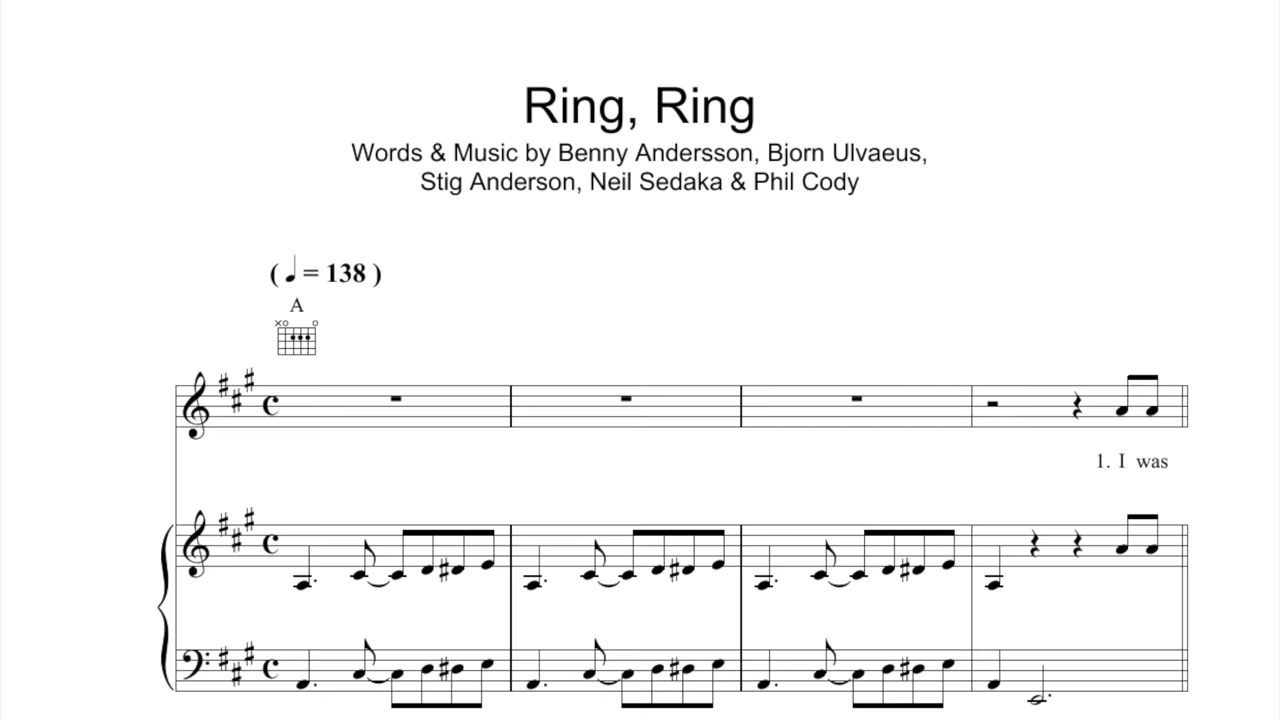 Ring, Ring
Words & Music by Benny Andersson, Bjorn Ulvaeus,
Stig Anderson, Neil Sedaka & Phil Cody
( ♩ = 138 )
A
1. I was